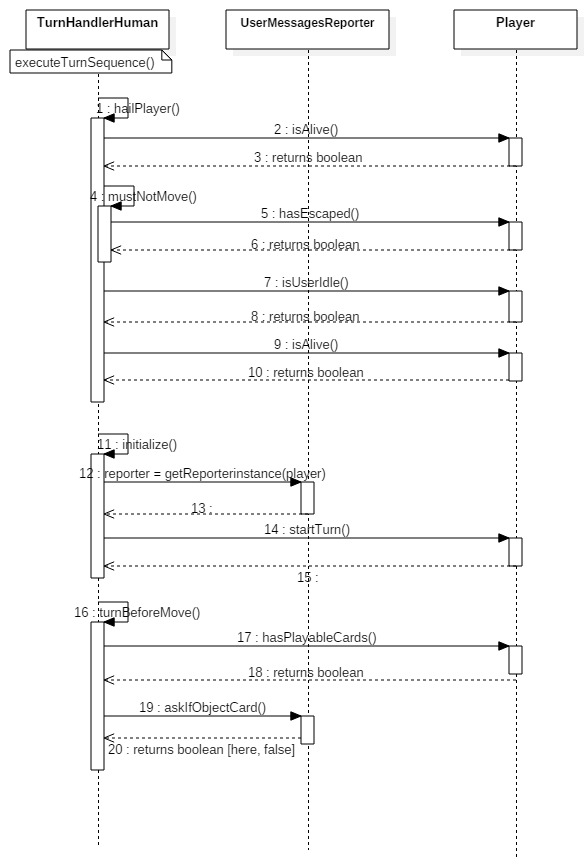 TurnHandlerHuman
UserMessagesReporter
Player
executeTurnSequence()
1 : hailPlayer()
2 : isAlive()
3 : returns boolean
4 : mustNotMove()
5 : hasEscaped()
6 : returns boolean
7 : isUserIdle()
8 : returns boolean
9 : isAlive()
10 : returns boolean
11 : initialize()
12 : reporter = getReporterinstance(player)
13 :
14 : startTurn()
15 :
16 : turnBeforeMove()
17 : hasPlayableCards()
18 : returns boolean
19 : askIfObjectCard()
20 : returns boolean [here, false]